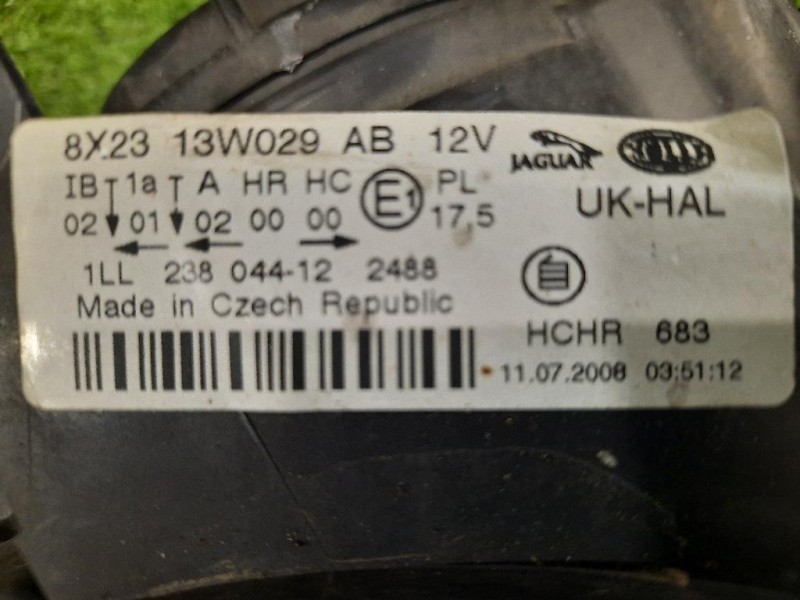 8X23 13W029 AB 12V
JAGUAR
IB 1a A HR HC E1 PL
02 01 02 00 00 17,5
UK-HAL
1LL 238 044-12 2488
Made in Czech Republic
HCHR 683
11.07.2008 03:51:12